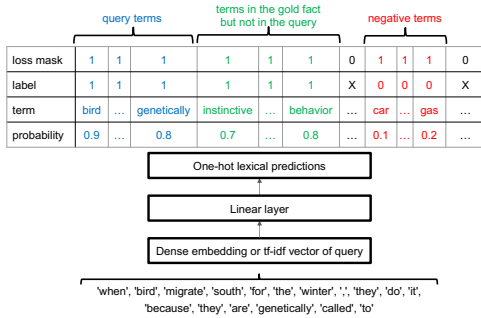 query terms
terms in the gold fact
but not in the query
negative terms
loss mask 1 1 1 1 1 1 0 1 1 1 0
label 1 1 1 1 1 1 X 0 0 0 X
term bird ... genetically instinctive ... behavior ... car ... gas ...
probability 0.9 ... 0.8 0.7 ... 0.8 ... 0.1 ... 0.2 ...
One-hot lexical predictions
Linear layer
Dense embedding or tf-idf vector of query
'when', 'bird', 'migrate', 'south', 'for', 'the', 'winter', ',', 'they', 'do', 'it',
'because', 'they', 'are', 'genetically', 'called', 'to'